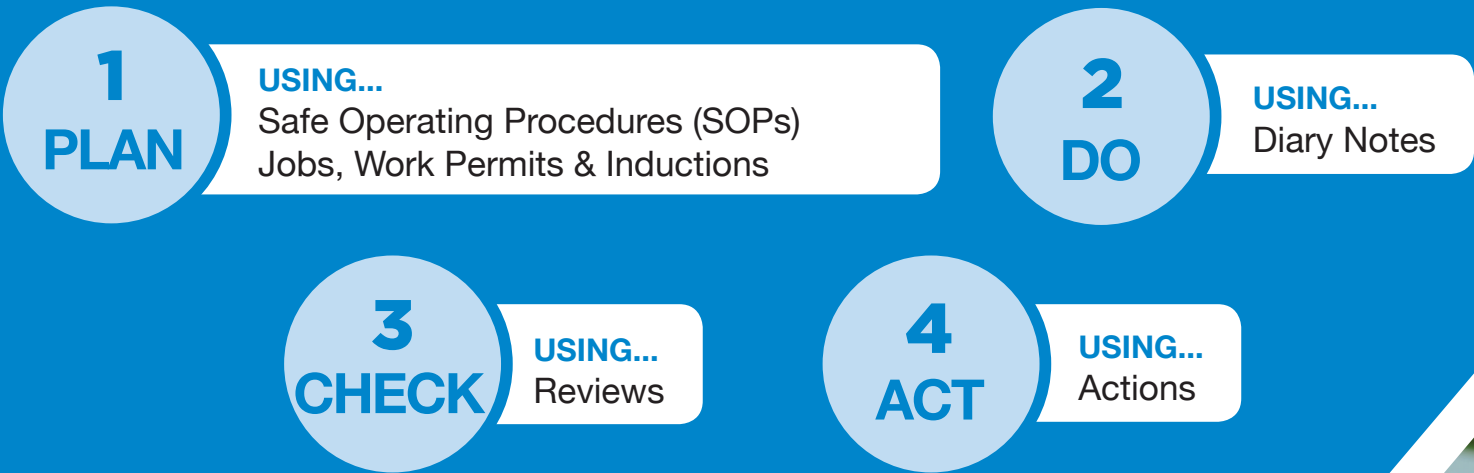 1
PLAN
USING...
Safe Operating Procedures (SOPs)
Jobs, Work Permits & Inductions
2
DO
USING...
Diary Notes
3
CHECK
USING...
Reviews
4
ACT
USING...
Actions